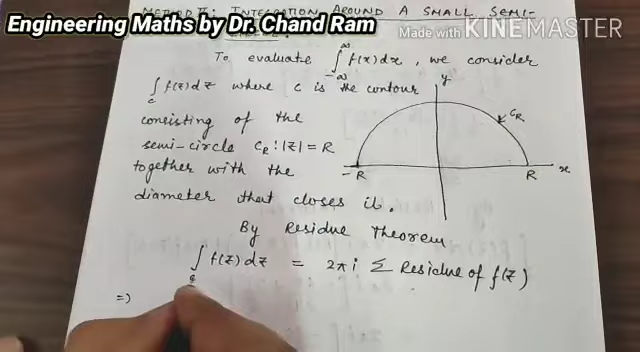 Engineering Maths by Dr. Chand Ram
Made with KINEMASTER
METHOD II: INTEGRATION AROUND A SMALL SEMI-
To evaluate ∫_{-∞}^{∞} f(x)dx, we consider
∫_c f(z)dz where c is the contour
consisting of the
semi-circle C_R : |z| = R
together with the
diameter that closes it.
y
C_R
-R
R
x
By Residue Theorem
∫_c f(z)dz = 2πi Σ Residue of f(z)
=)